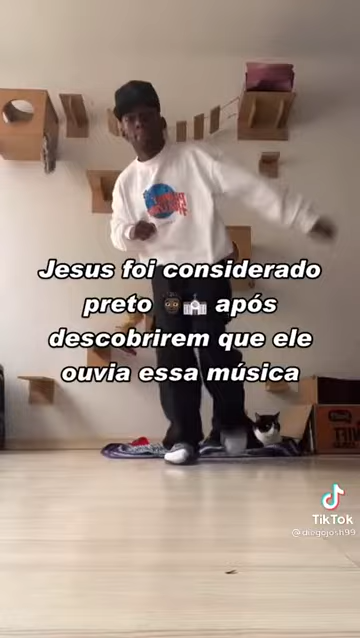 Jesus foi considerado
preto 🧔🏿‍♂️💒 após
descobrirem que ele
ouvia essa música
TikTok
@diegojosh99